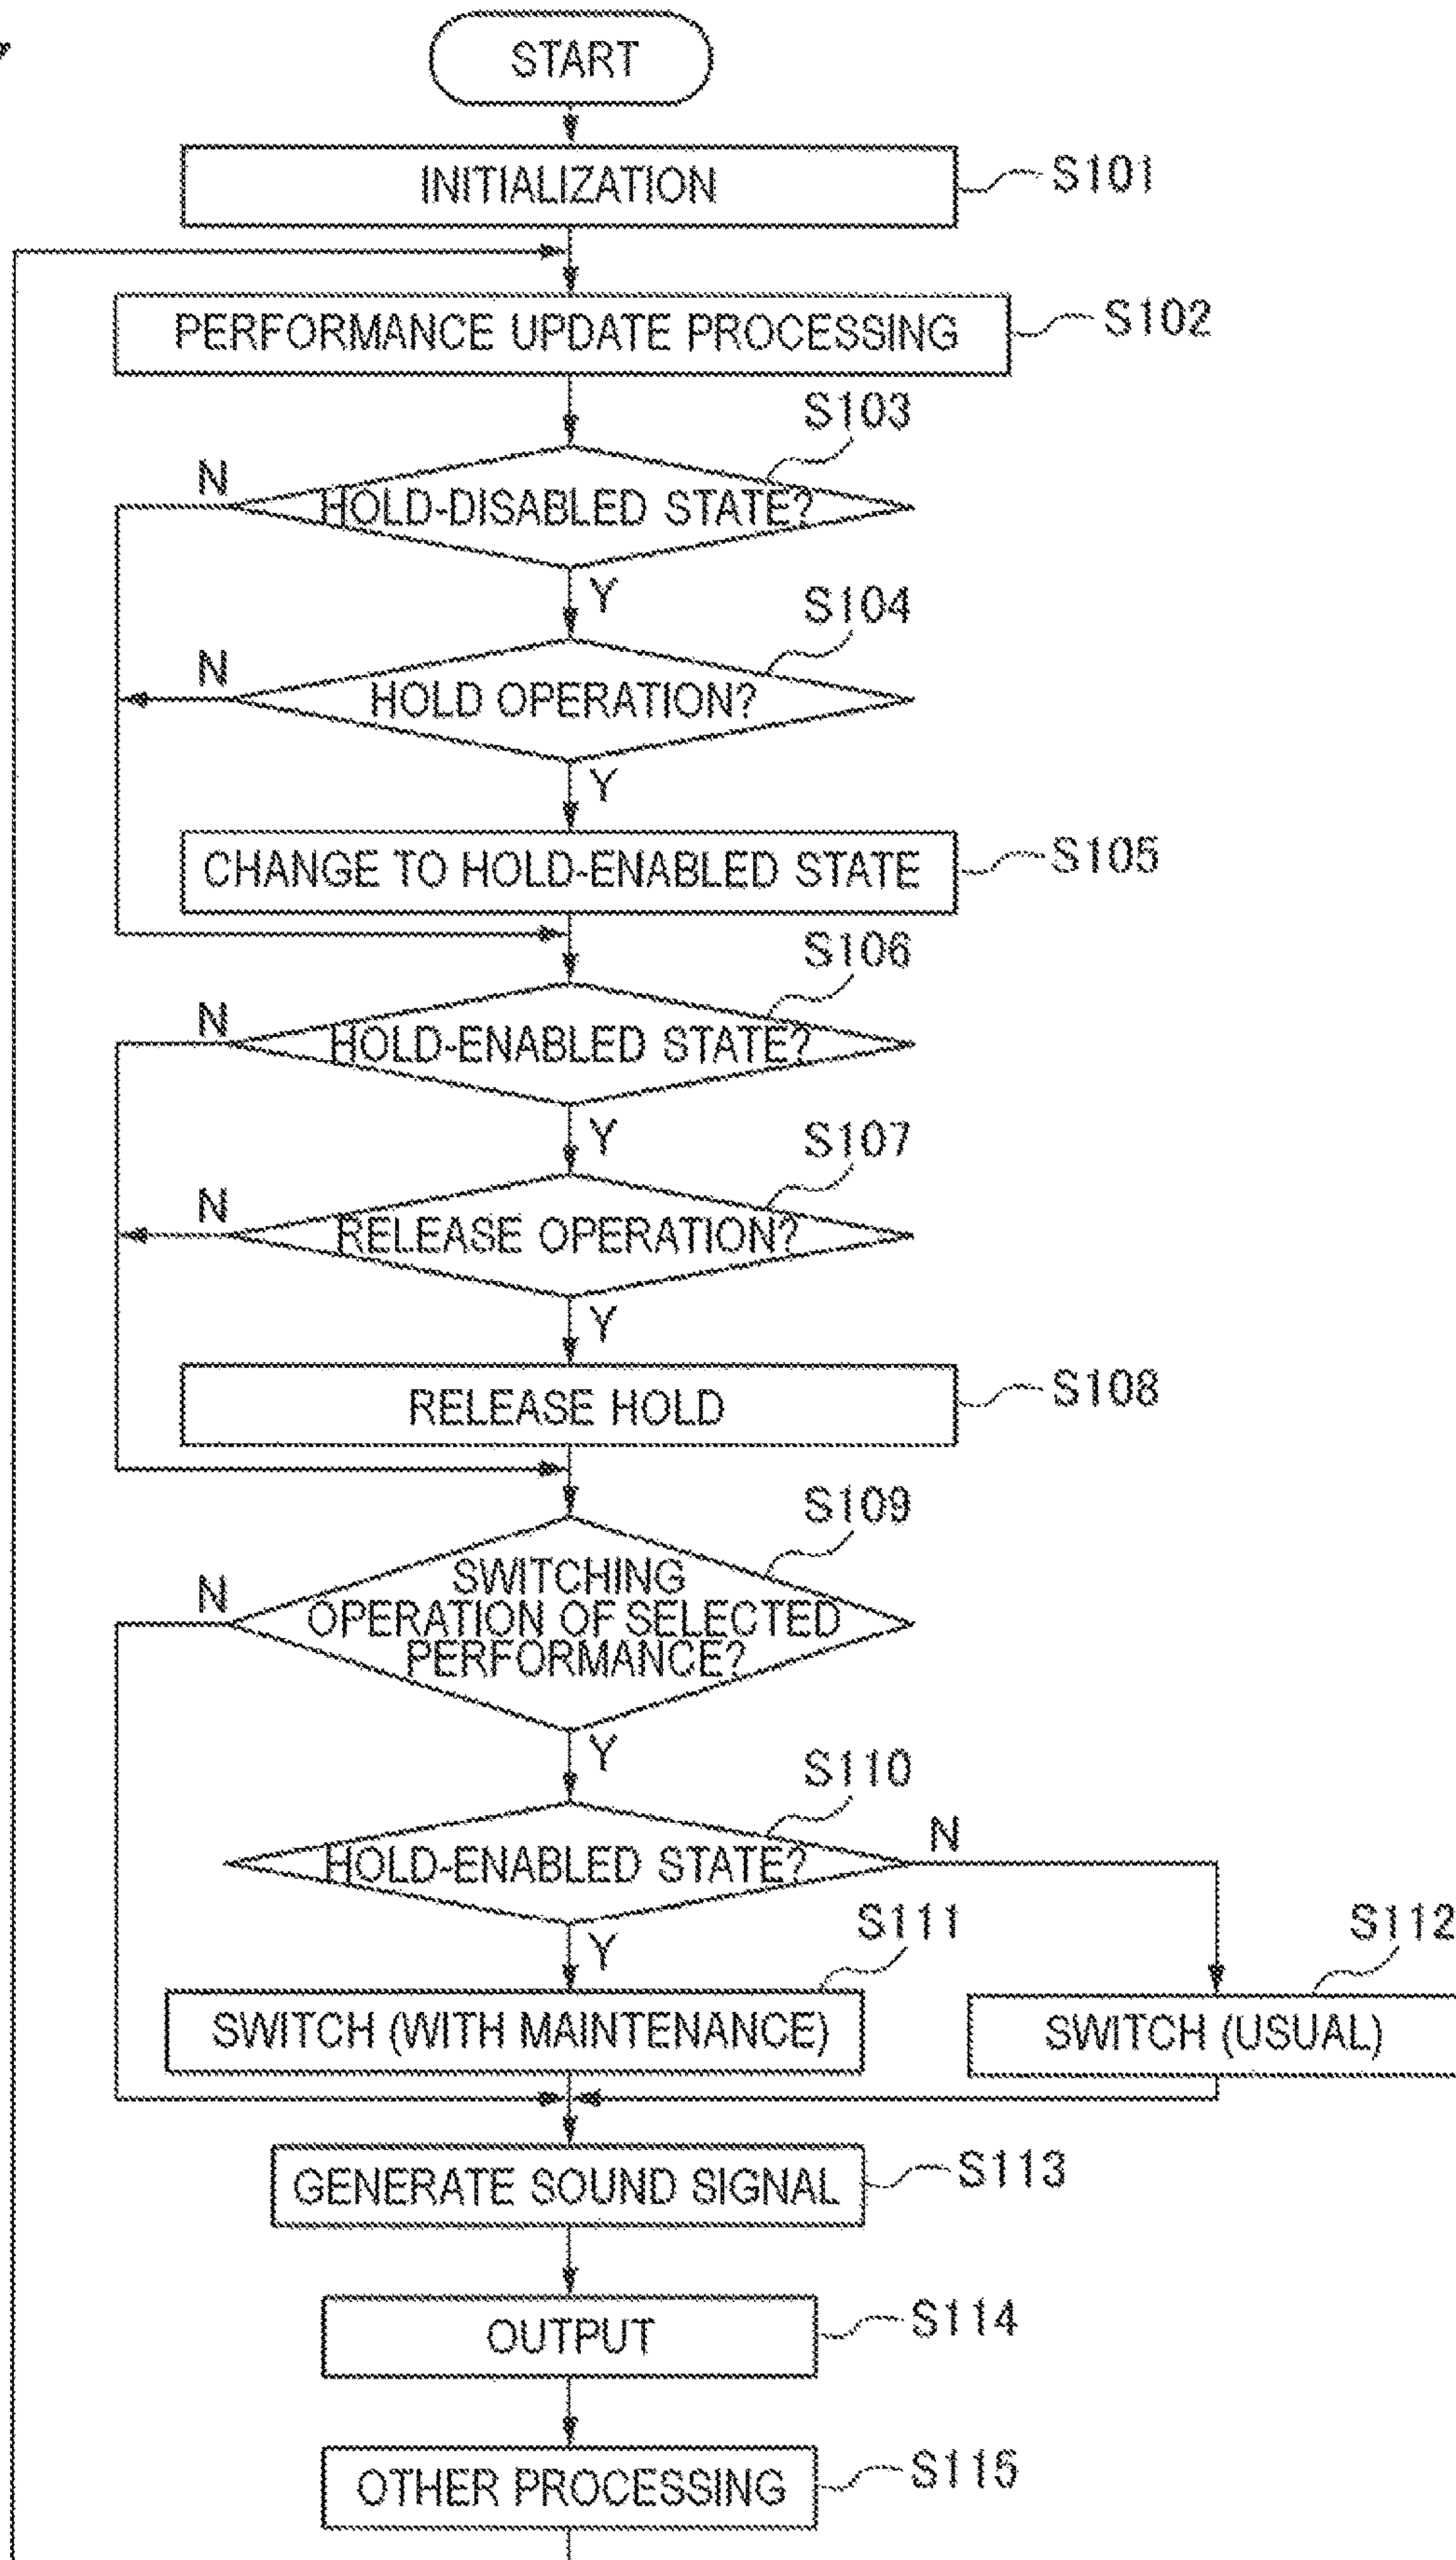 START
INITIALIZATION
S101
PERFORMANCE UPDATE PROCESSING
S102
S103
N
HOLD-DISABLED STATE?
Y
S104
N
HOLD OPERATION?
Y
CHANGE TO HOLD-ENABLED STATE
S105
S106
N
HOLD-ENABLED STATE?
Y
S107
N
RELEASE OPERATION?
Y
RELEASE HOLD
S108
S109
N
SWITCHING
OPERATION OF SELECTED
PERFORMANCE?
Y
S110
N
HOLD-ENABLED STATE?
Y
S111
S112
SWITCH (WITH MAINTENANCE)
SWITCH (USUAL)
GENERATE SOUND SIGNAL
S113
OUTPUT
S114
OTHER PROCESSING
S115